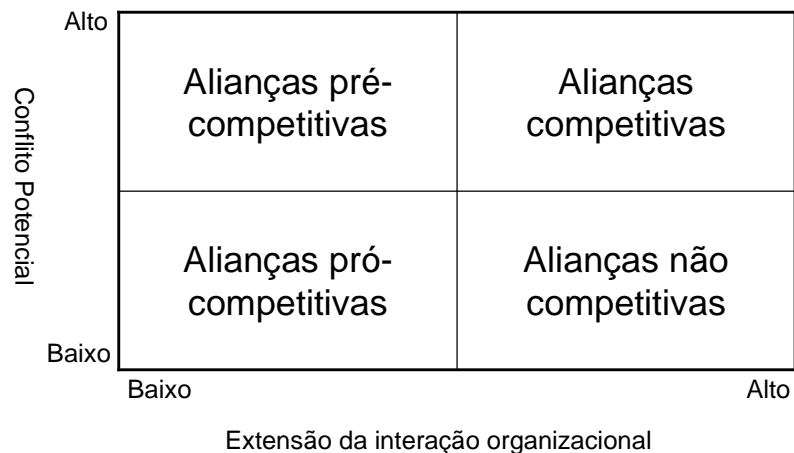 Alto
Alianças pré-
competitivas
Alianças
competitivas
Conflito Potencial
Alianças pró-
competitivas
Alianças não
competitivas
Baixo
Baixo
Alto
Extensão da interação organizacional